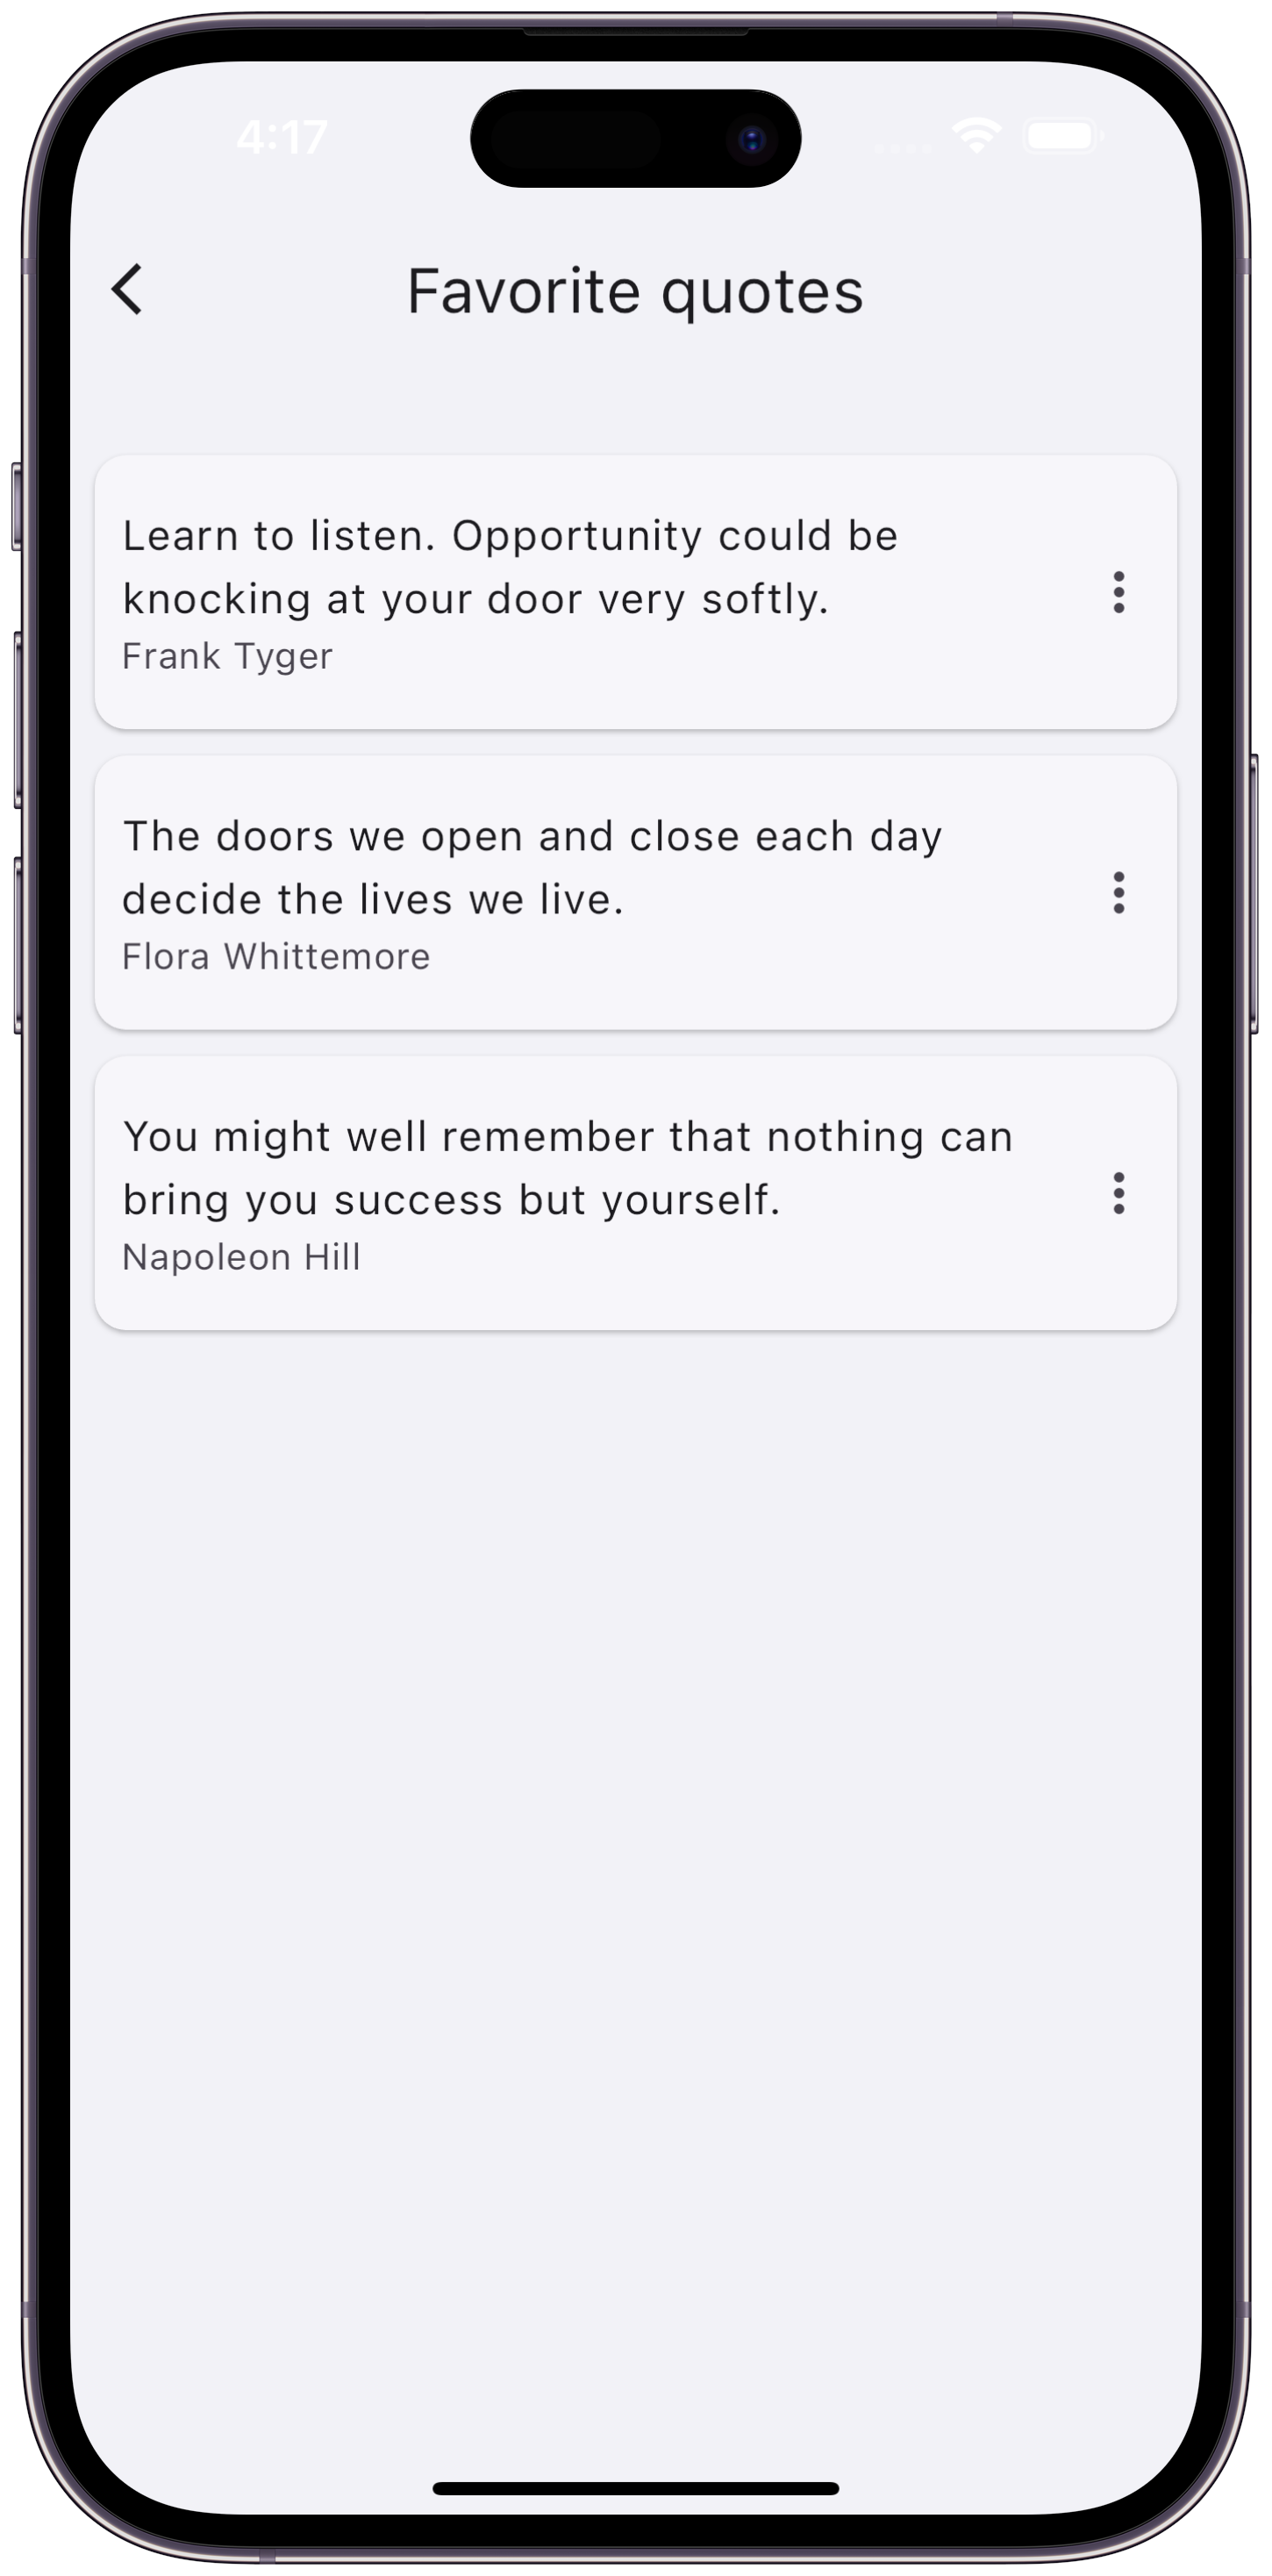 4:17
Favorite quotes
Learn to listen. Opportunity could be
knocking at your door very softly.
Frank Tyger
The doors we open and close each day
decide the lives we live.
Flora Whittemore
You might well remember that nothing can
bring you success but yourself.
Napoleon Hill